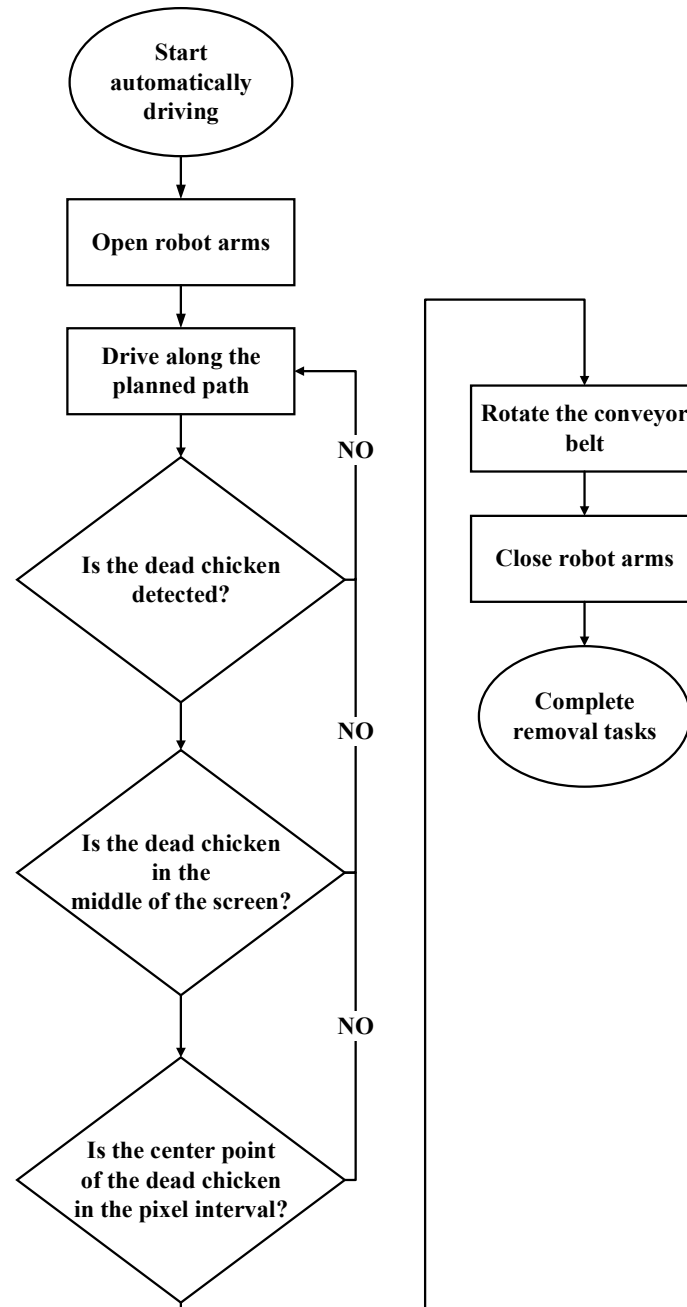 Start
automatically
driving
Open robot arms
Drive along the
planned path
NO
Is the dead chicken
detected?
NO
Is the dead chicken
in the
middle of the screen?
NO
Is the center point
of the dead chicken
in the pixel interval?
Rotate the conveyor
belt
Close robot arms
Complete
removal tasks